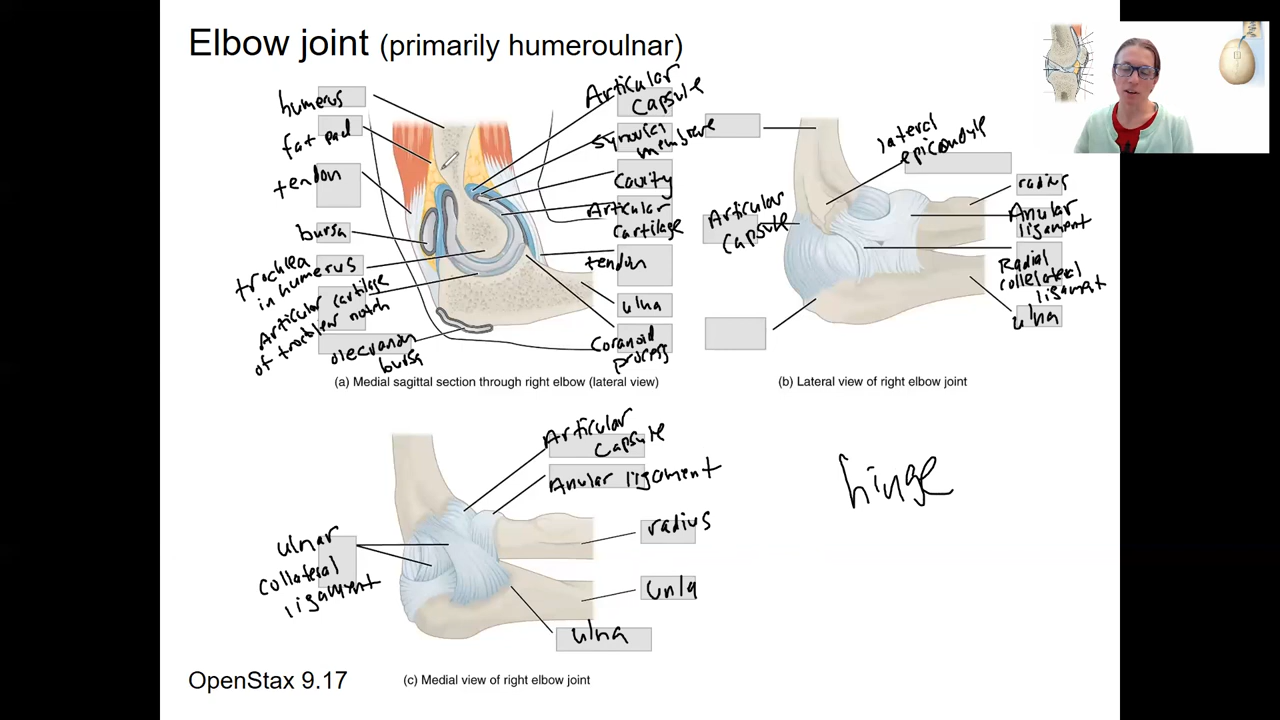 Elbow joint (primarily humeroulnar)
humerus
fat pad
tendon
bursa
trochlea
in humerus
Articular cartilage
of trochlear notch
olecranon
bursa
Articular
Capsule
synovial
membrane
Cavity
Articular
cartilage
tendon
ulna
Coranoid
process
(a) Medial sagittal section through right elbow (lateral view)
lateral
epicondyle
Articular
Capsule
radius
Anular
ligament
Radial
collateral
ligament
ulna
(b) Lateral view of right elbow joint
Articular
Capsule
Anular ligament
radius
ulnar
collateral
ligament
ulna
(c) Medial view of right elbow joint
hinge
OpenStax 9.17